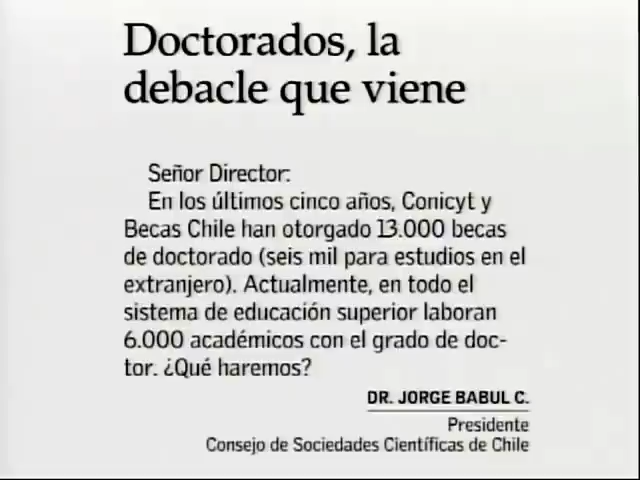 Doctorados, la
debacle que viene
Señor Director:
En los últimos cinco años, Conicyt y
Becas Chile han otorgado 13.000 becas
de doctorado (seis mil para estudios en el
extranjero). Actualmente, en todo el
sistema de educación superior laboran
6.000 académicos con el grado de doc-
tor. ¿Qué haremos?
DR. JORGE BABUL C.
Presidente
Consejo de Sociedades Científicas de Chile